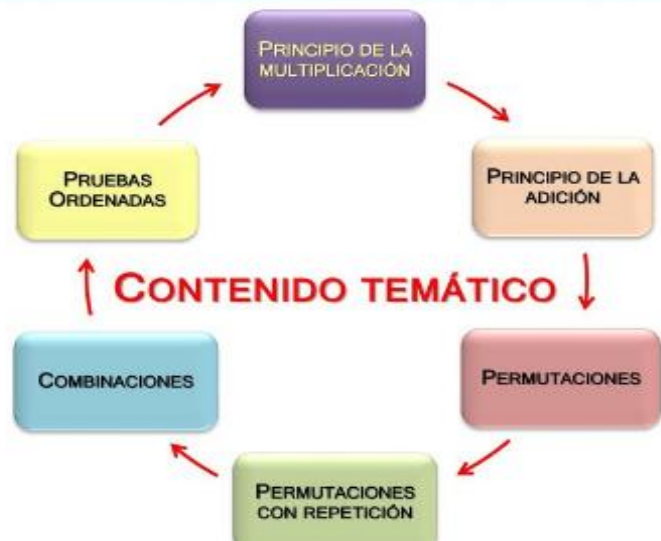 PRINCIPIO DE LA
MULTIPLICACIÓN
PRINCIPIO DE LA
ADICIÓN
PERMUTACIONES
PERMUTACIONES
CON REPETICIÓN
COMBINACIONES
PRUEBAS
ORDENADAS
CONTENIDO TEMÁTICO